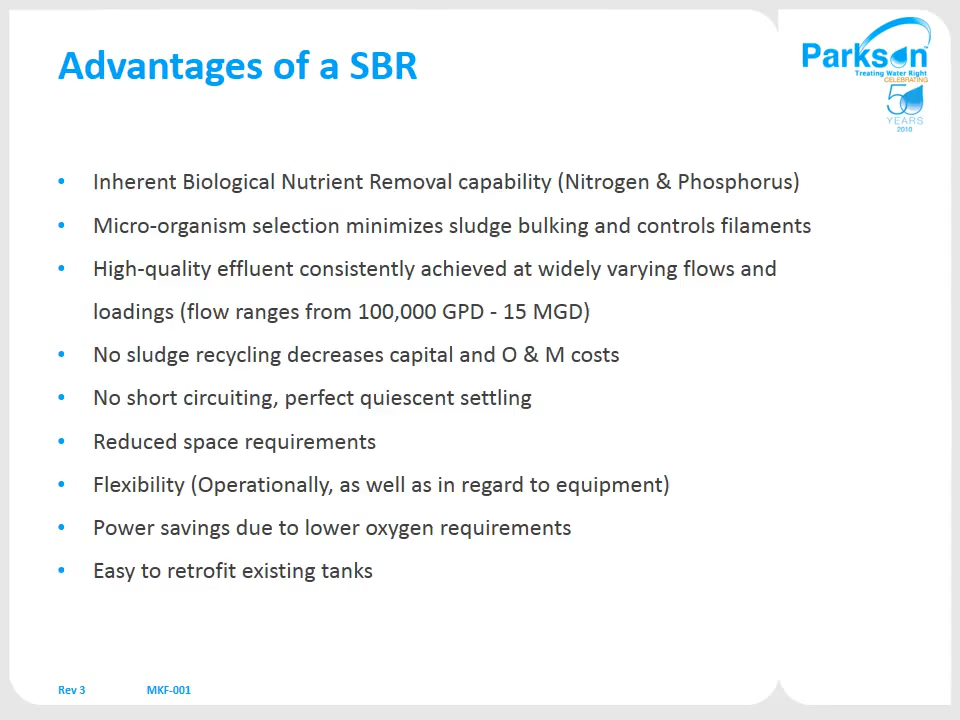 Advantages of a SBR
Parkson™
Treating Water Right
CELEBRATING
50
YEARS
2010
• Inherent Biological Nutrient Removal capability (Nitrogen & Phosphorus)
• Micro-organism selection minimizes sludge bulking and controls filaments
• High-quality effluent consistently achieved at widely varying flows and
loadings (flow ranges from 100,000 GPD - 15 MGD)
• No sludge recycling decreases capital and O & M costs
• No short circuiting, perfect quiescent settling
• Reduced space requirements
• Flexibility (Operationally, as well as in regard to equipment)
• Power savings due to lower oxygen requirements
• Easy to retrofit existing tanks
Rev 3 MKF-001